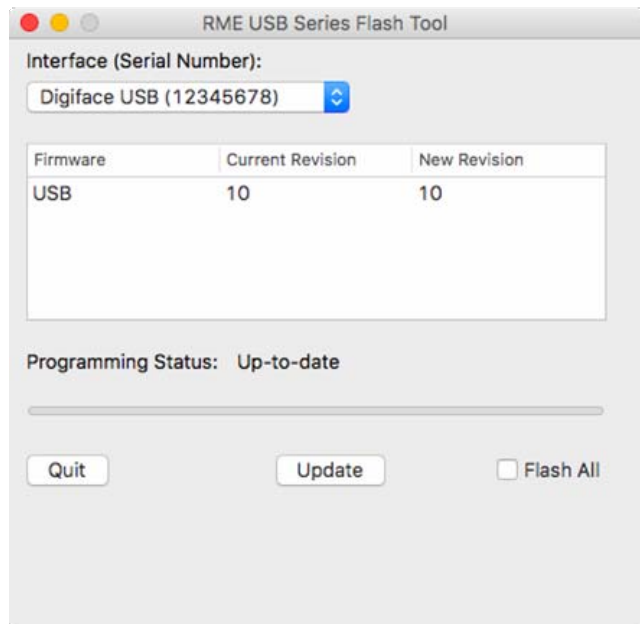 RME USB Series Flash Tool
Interface (Serial Number):
Digiface USB (12345678)
Firmware Current Revision New Revision
USB 10 10
Programming Status: Up-to-date
Quit Update Flash All